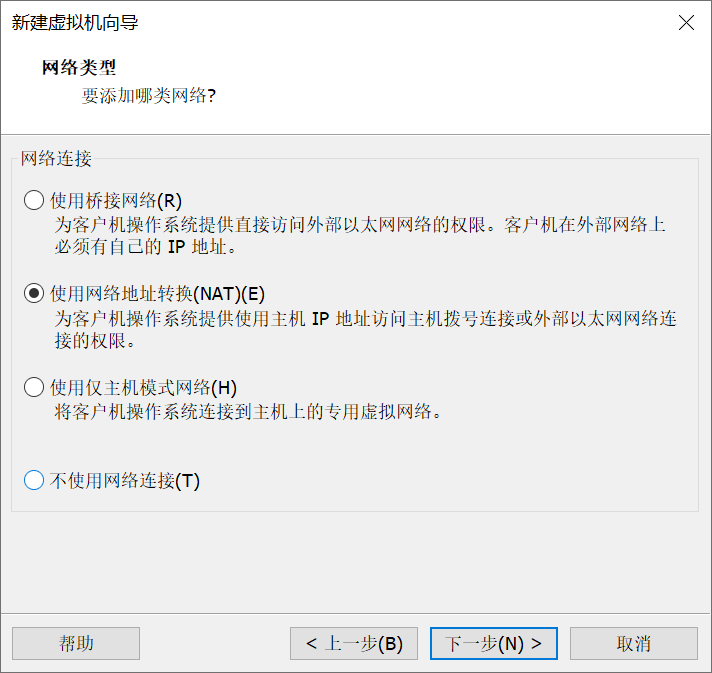 新建虚拟机向导
网络类型
要添加哪类网络?
网络连接
使用桥接网络(R)
为客户机操作系统提供直接访问外部以太网网络的权限。客户机在外部网络上
必须有自己的 IP 地址。
使用网络地址转换(NAT)(E)
为客户机操作系统提供使用主机 IP 地址访问主机拨号连接或外部以太网网络连
接的权限。
使用仅主机模式网络(H)
将客户机操作系统连接到主机上的专用虚拟网络。
不使用网络连接(T)
帮助
< 上一步(B)
下一步(N) >
取消